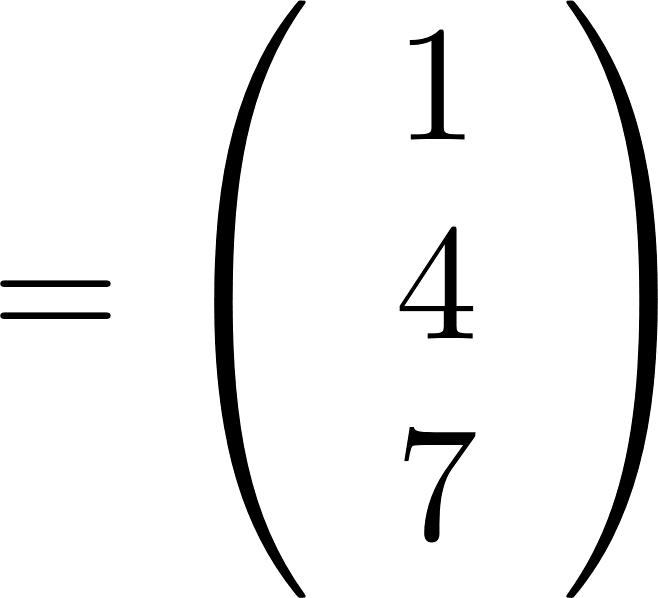 = ( 1
4
7 )